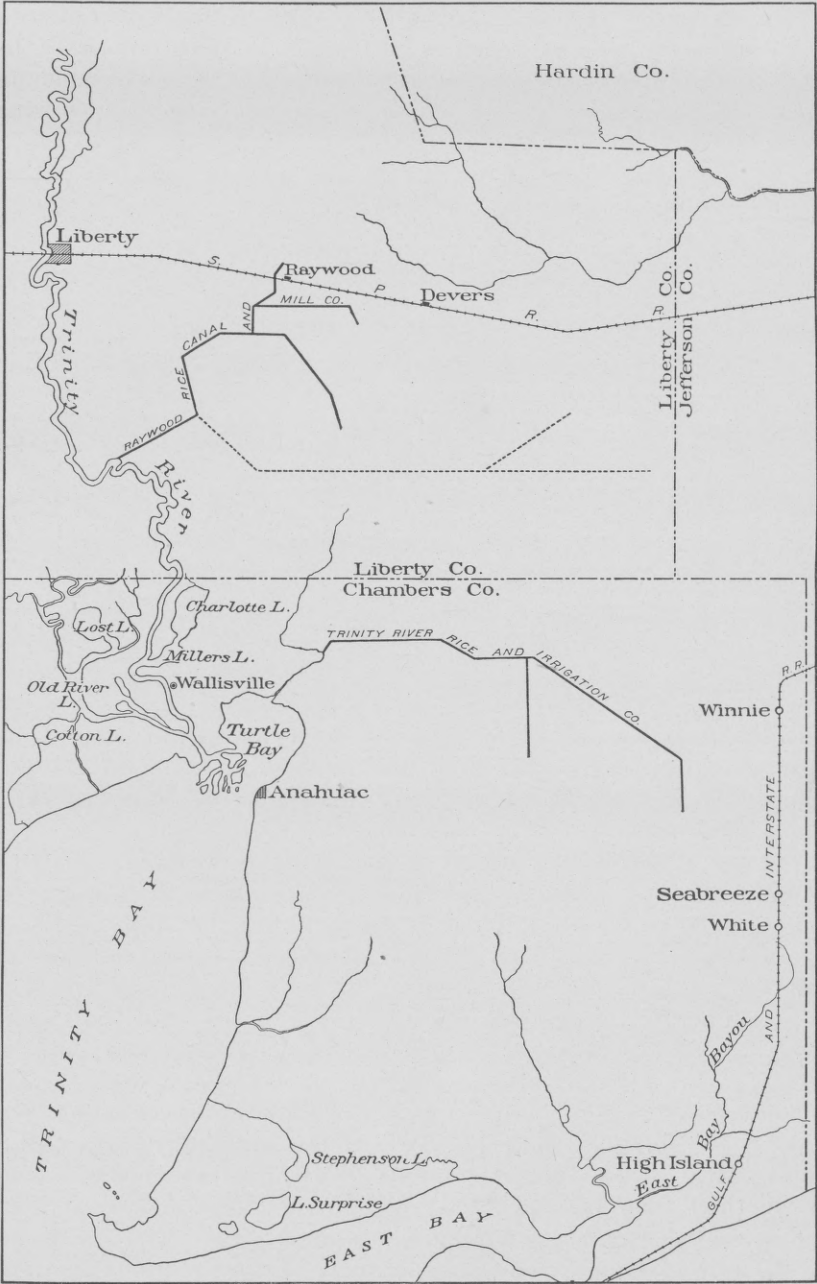 Hardin Co.
Liberty
S. P. R. R.
Raywood
Devers
RAYWOOD RICE CANAL AND MILL CO.
Trinity River
Liberty Co.
Jefferson Co.
Liberty Co.
Chambers Co.
Charlotte L.
Lost L.
Millers L.
Wallisville
Old River L.
Cotton L.
Turtle Bay
Anahuac
TRINITY RIVER RICE AND IRRIGATION CO.
Winnie
Seabreeze
White
GULF AND INTERSTATE R.R.
TRINITY BAY
East Bay Bayou
High Island
Stephenson L.
L. Surprise
EAST BAY